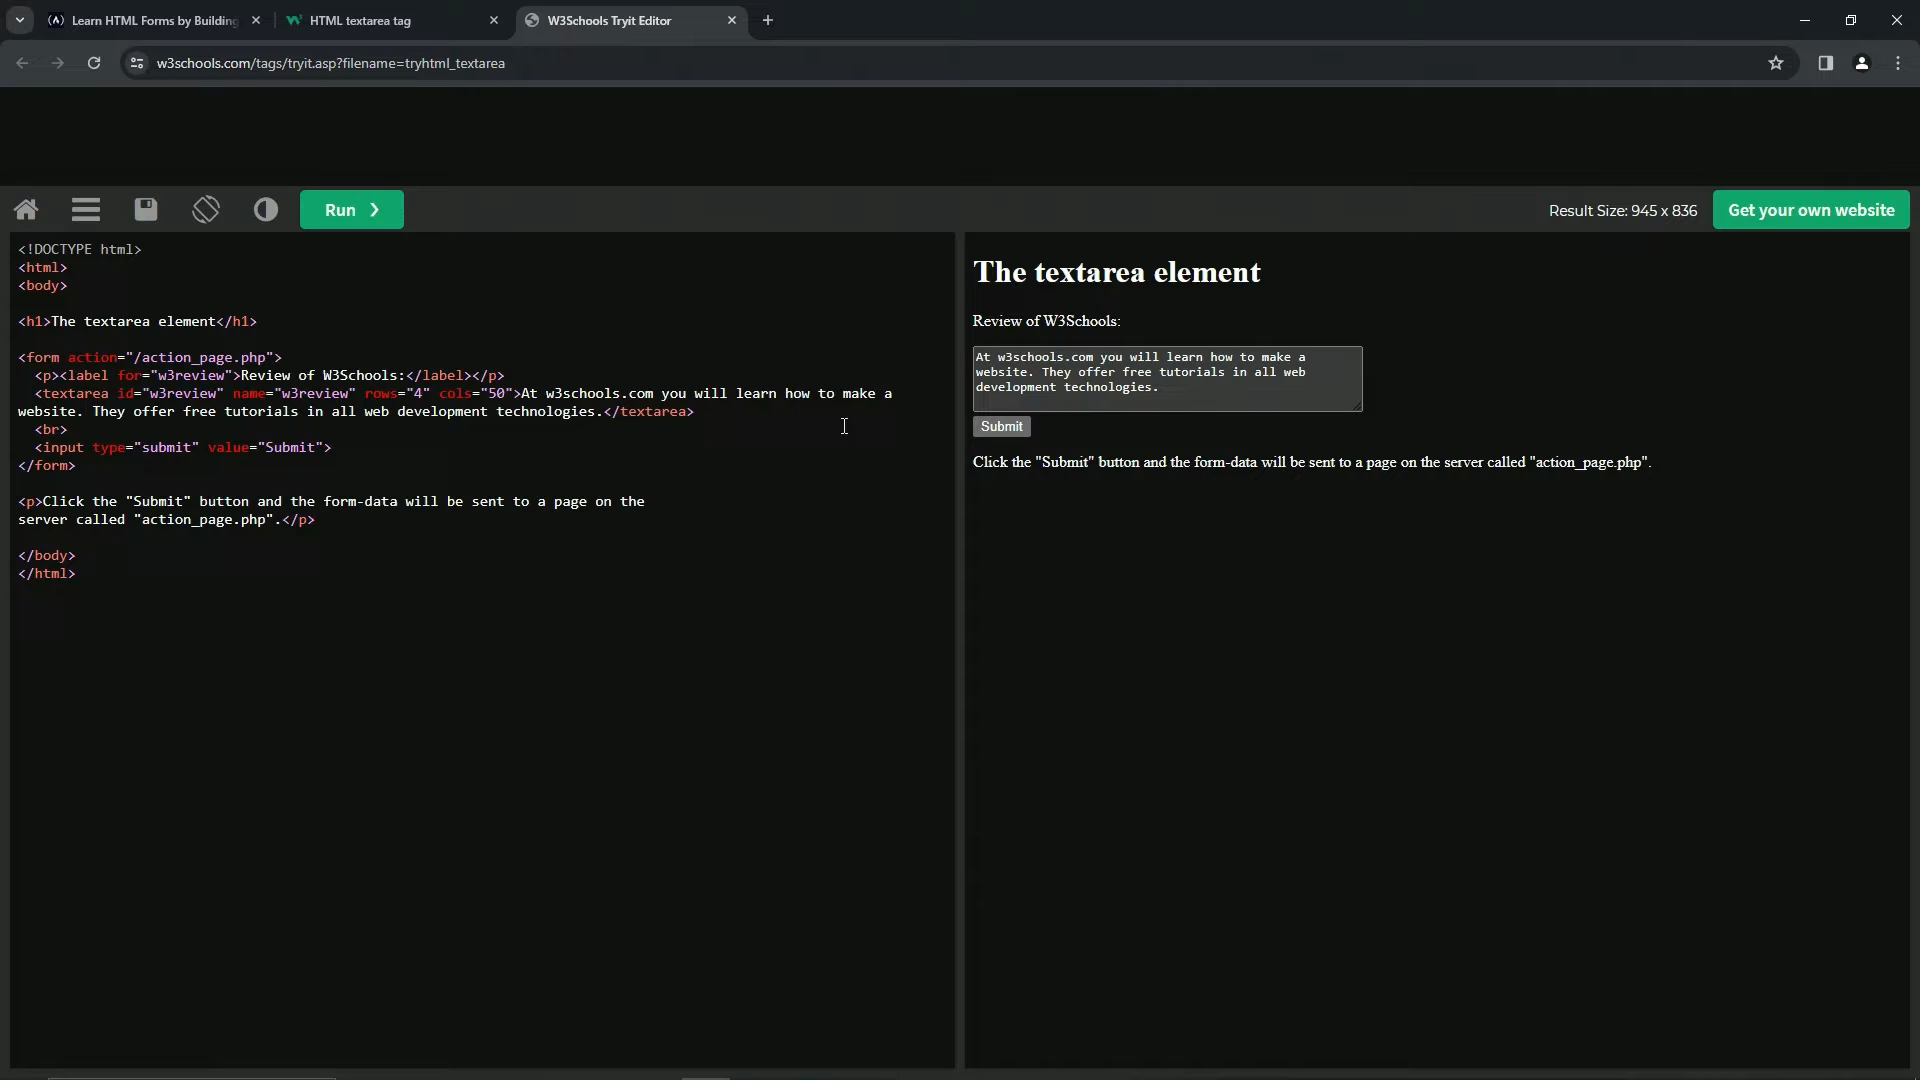 Learn HTML Forms by Building
HTML textarea tag
W3Schools Tryit Editor
w3schools.com/tags/tryit.asp?filename=tryhtml_textarea
Run ❯
Result Size: 945 x 836
Get your own website
<!DOCTYPE html>
<html>
<body>
<h1>The textarea element</h1>
<form action="/action_page.php">
<p><label for="w3review">Review of W3Schools:</label></p>
<textarea id="w3review" name="w3review" rows="4" cols="50">At w3schools.com you will learn how to make a
website. They offer free tutorials in all web development technologies.</textarea>
<br>
<input type="submit" value="Submit">
</form>
<p>Click the "Submit" button and the form-data will be sent to a page on the
server called "action_page.php".</p>
</body>
</html>
The textarea element
Review of W3Schools:
At w3schools.com you will learn how to make a
website. They offer free tutorials in all web
development technologies.
Submit
Click the "Submit" button and the form-data will be sent to a page on the server called "action_page.php".